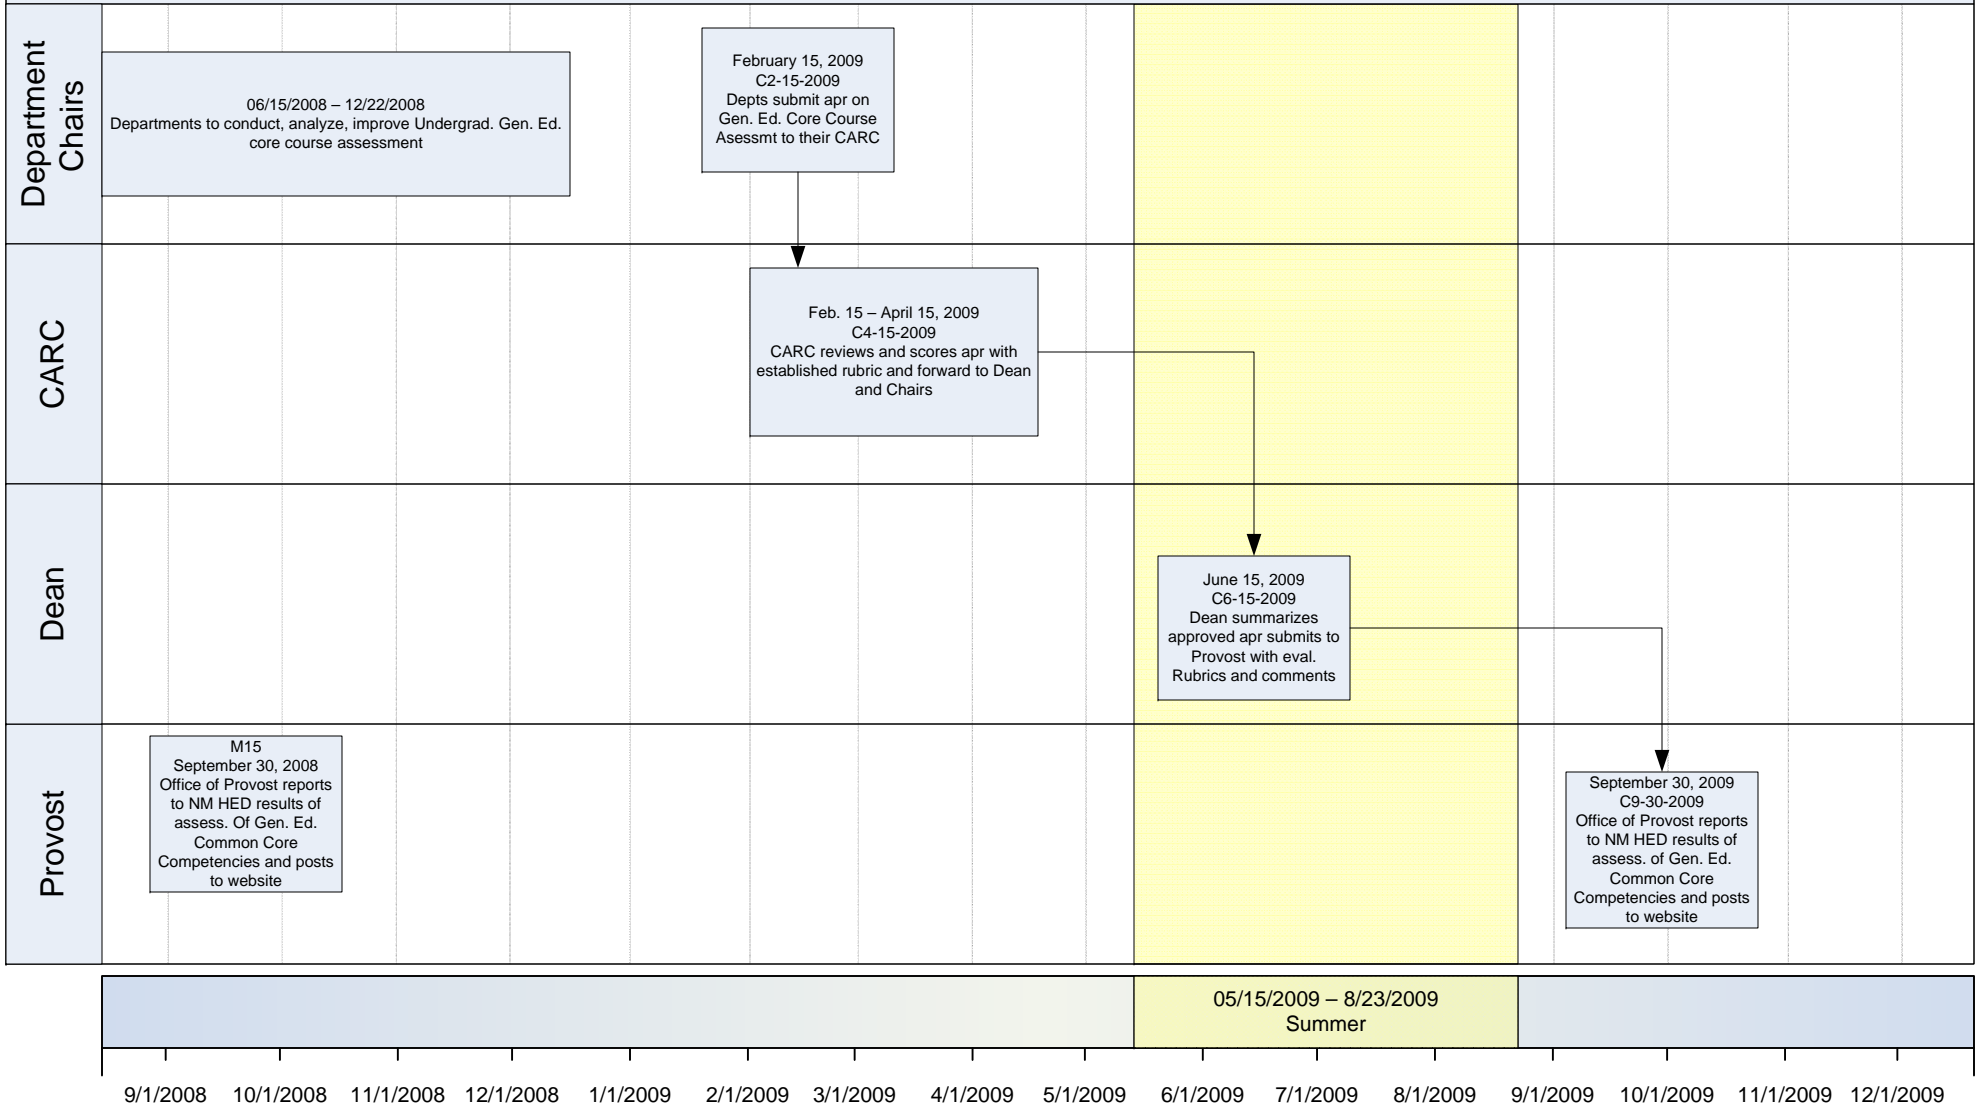 Department
Chairs
06/15/2008 – 12/22/2008
Departments to conduct, analyze, improve Undergrad. Gen. Ed.
core course assessment
February 15, 2009
C2-15-2009
Depts submit apr on
Gen. Ed. Core Course
Asessmt to their CARC
CARC
Feb. 15 – April 15, 2009
C4-15-2009
CARC reviews and scores apr with
established rubric and forward to Dean
and Chairs
Dean
June 15, 2009
C6-15-2009
Dean summarizes
approved apr submits to
Provost with eval.
Rubrics and comments
Provost
M15
September 30, 2008
Office of Provost reports
to NM HED results of
assess. Of Gen. Ed.
Common Core
Competencies and posts
to website
September 30, 2009
C9-30-2009
Office of Provost reports
to NM HED results of
assess. of Gen. Ed.
Common Core
Competencies and posts
to website
05/15/2009 – 8/23/2009
Summer
9/1/2008 10/1/2008 11/1/2008 12/1/2008 1/1/2009 2/1/2009 3/1/2009 4/1/2009 5/1/2009 6/1/2009 7/1/2009 8/1/2009 9/1/2009 10/1/2009 11/1/2009 12/1/2009